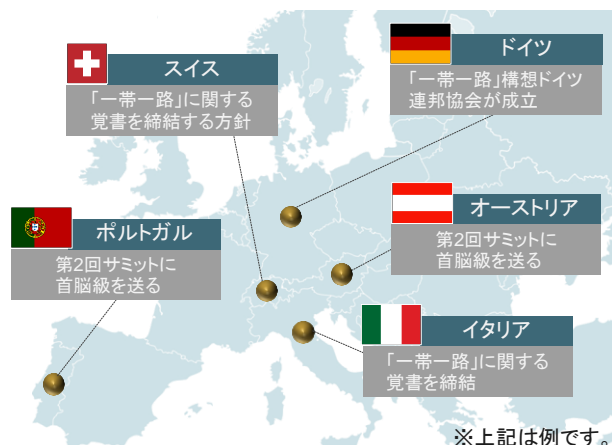 スイス
「一帯一路」に関する
覚書を締結する方針
ドイツ
「一帯一路」構想ドイツ
連邦協会が成立
ポルトガル
第2回サミットに
首脳級を送る
オーストリア
第2回サミットに
首脳級を送る
イタリア
「一帯一路」に関する
覚書を締結
※上記は例です。